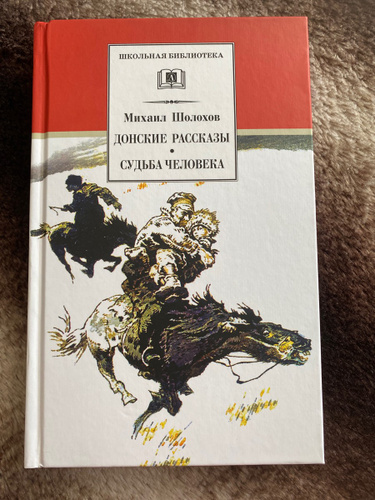 ШКОЛЬНАЯ БИБЛИОТЕКА
Михаил Шолохов
ДОНСКИЕ РАССКАЗЫ
•
СУДЬБА ЧЕЛОВЕКА